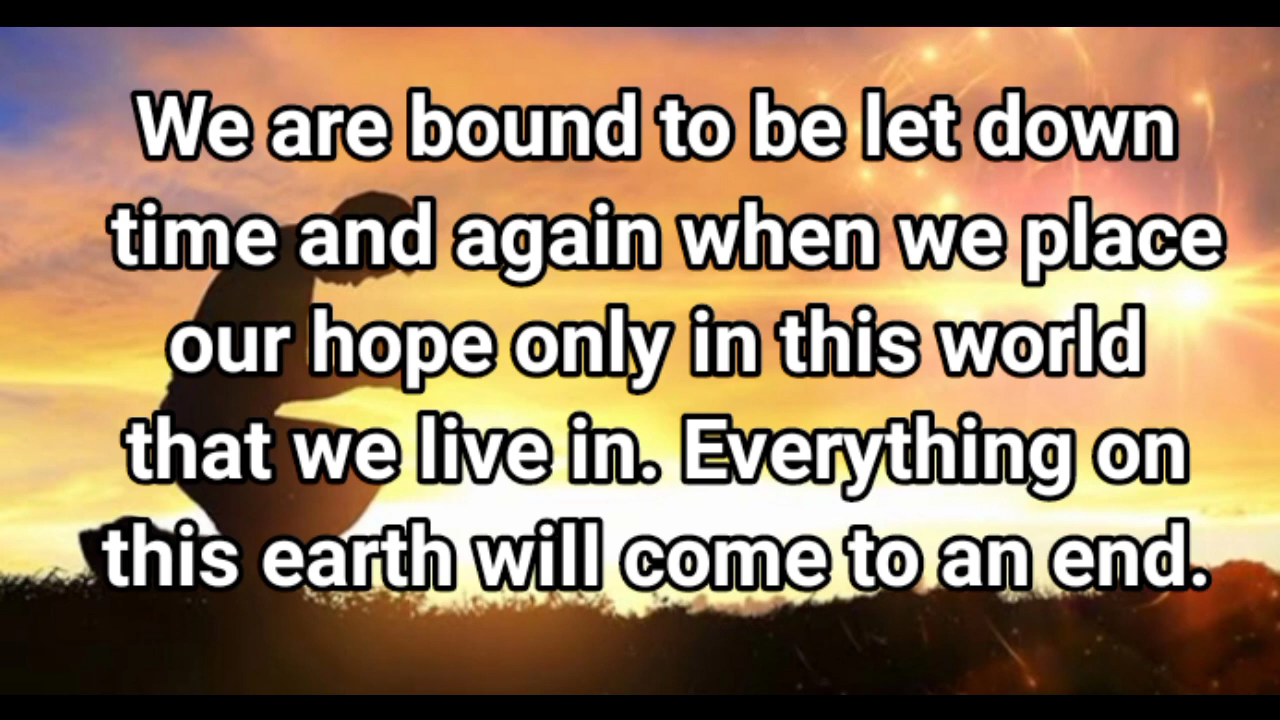 We are bound to be let down
time and again when we place
our hope only in this world
that we live in. Everything on
this earth will come to an end.